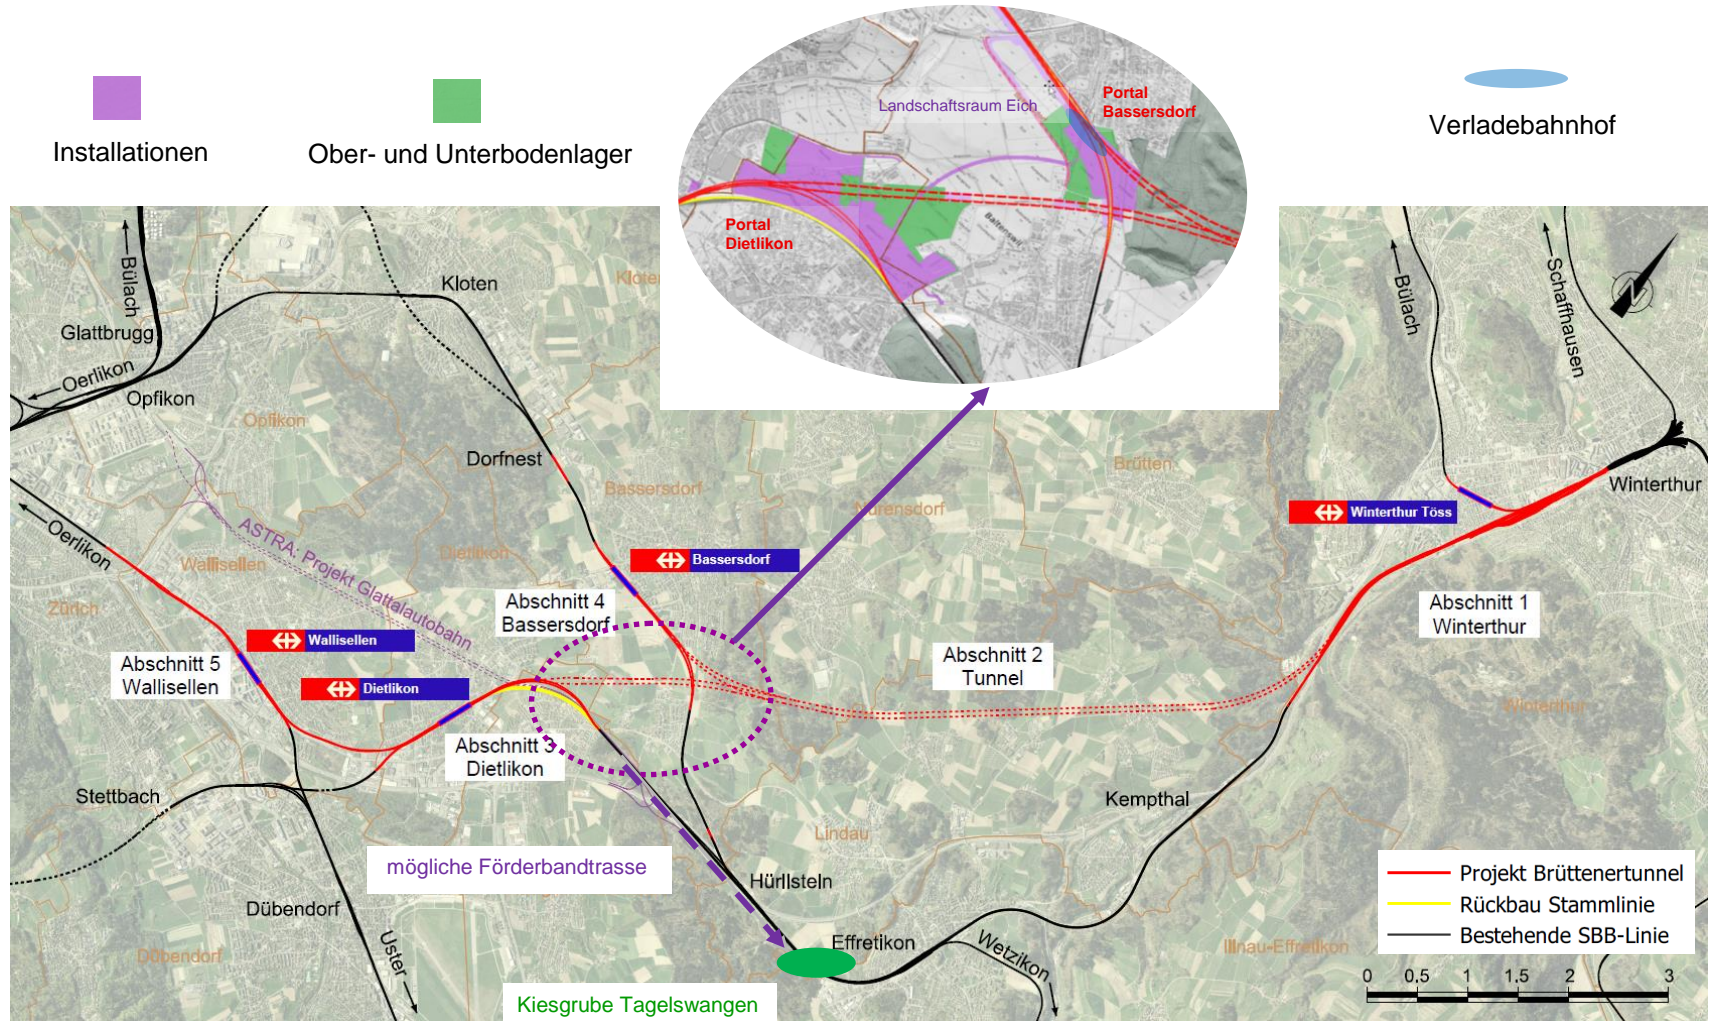 Installationen
Ober- und Unterbodenlager
Verladebahnhof
Landschaftsraum Eich
Portal
Bassersdorf
Portal
Dietlikon
Baltenswil
Bülach
Kloten
Kloten
Glattbrugg
Oerlikon
Opfikon
Opfikon
Bülach
Schaffhausen
Dorfnest
Bassersdorf
Nürensdorf
Brütten
Winterthur
Winterthur Töss
Oerlikon
ASTRA: Projekt Glattalautobahn
Wallisellen
Dietlikon
Bassersdorf
Zürich
Abschnitt 4
Bassersdorf
Abschnitt 1
Winterthur
Wallisellen
Abschnitt 5
Wallisellen
Dietlikon
Abschnitt 2
Tunnel
Winterthur
Abschnitt 3
Dietlikon
Stettbach
Kempthal
Lindau
mögliche Förderbandtrasse
Hürlistein
Dübendorf
Uster
Dübendorf
Effretikon
Wetzikon
Illnau-Effretikon
Kiesgrube Tagelswangen
Projekt Brüttenertunnel
Rückbau Stammlinie
Bestehende SBB-Linie
0 0,5 1 1,5 2 3